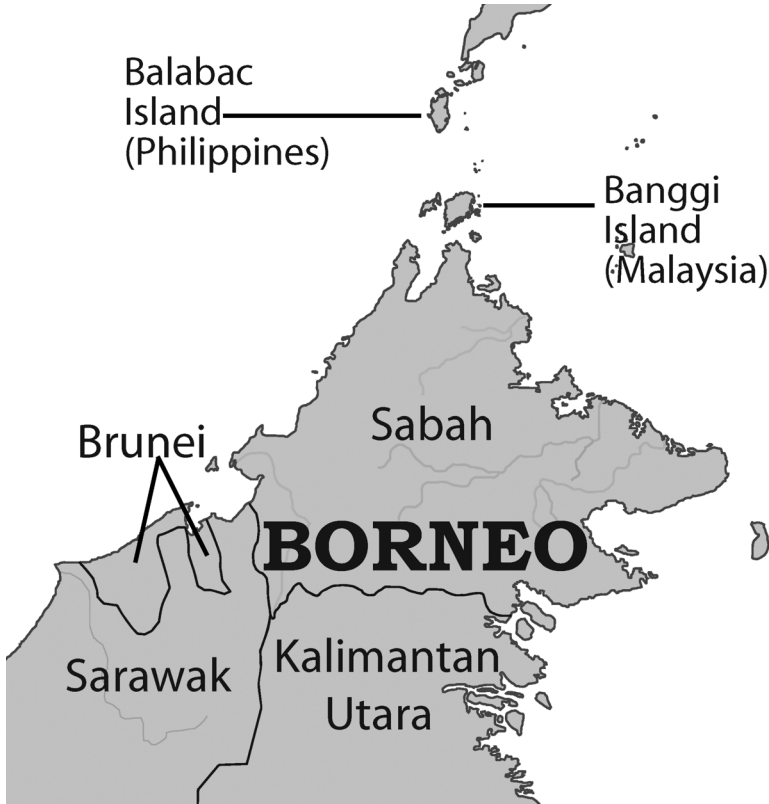 Balabac
Island
(Philippines)
Banggi
Island
(Malaysia)
Brunei
Sabah
BORNEO
Sarawak
Kalimantan
Utara